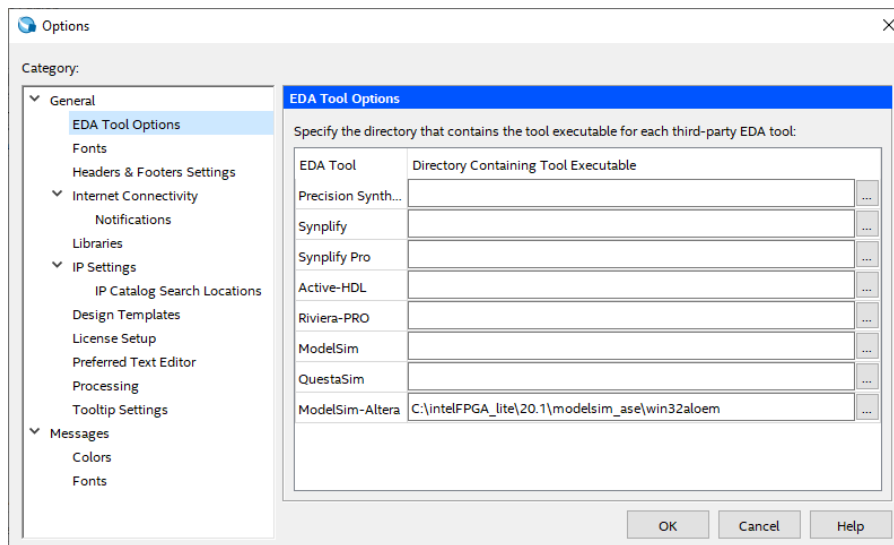 Options
Category:
General
EDA Tool Options
Fonts
Headers & Footers Settings
Internet Connectivity
Notifications
Libraries
IP Settings
IP Catalog Search Locations
Design Templates
License Setup
Preferred Text Editor
Processing
Tooltip Settings
Messages
Colors
Fonts
EDA Tool Options
Specify the directory that contains the tool executable for each third-party EDA tool:
EDA Tool Directory Containing Tool Executable
Precision Synth... ...
Synplify ...
Synplify Pro ...
Active-HDL ...
Riviera-PRO ...
ModelSim ...
QuestaSim ...
ModelSim-Altera C:\intelFPGA_lite\20.1\modelsim_ase\win32aloem ...
OK Cancel Help